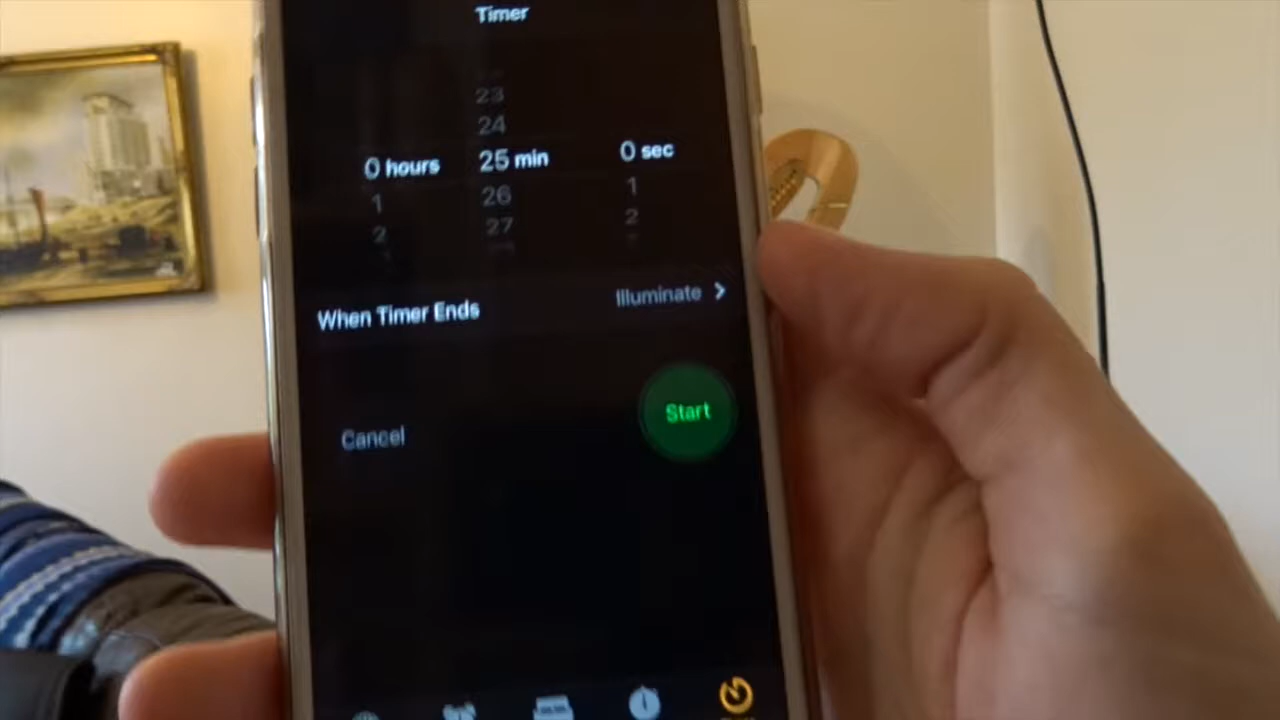 Timer
23
24
0 hours 25 min 0 sec
1 26 1
2 27 2
When Timer Ends Illuminate >
Cancel Start